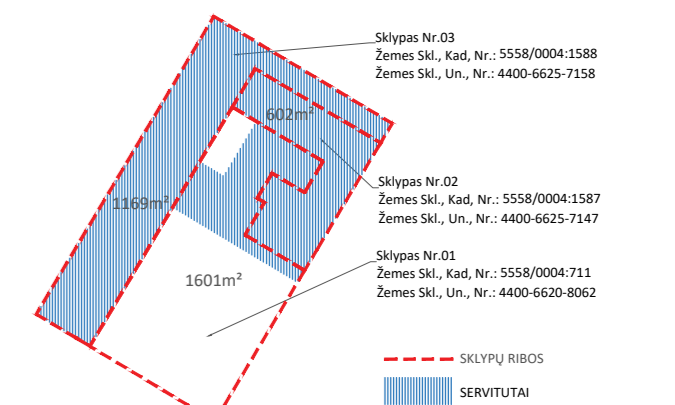 Sklypas Nr.03
Žemes Skl., Kad, Nr.: 5558/0004:1588
Žemes Skl., Un., Nr.: 4400-6625-7158
602m²
Sklypas Nr.02
Žemes Skl., Kad, Nr.: 5558/0004:1587
Žemes Skl., Un., Nr.: 4400-6625-7147
1169m²
Sklypas Nr.01
Žemes Skl., Kad, Nr.: 5558/0004:711
Žemes Skl., Un., Nr.: 4400-6620-8062
1601m²
SKLYPŲ RIBOS
SERVITUTAI